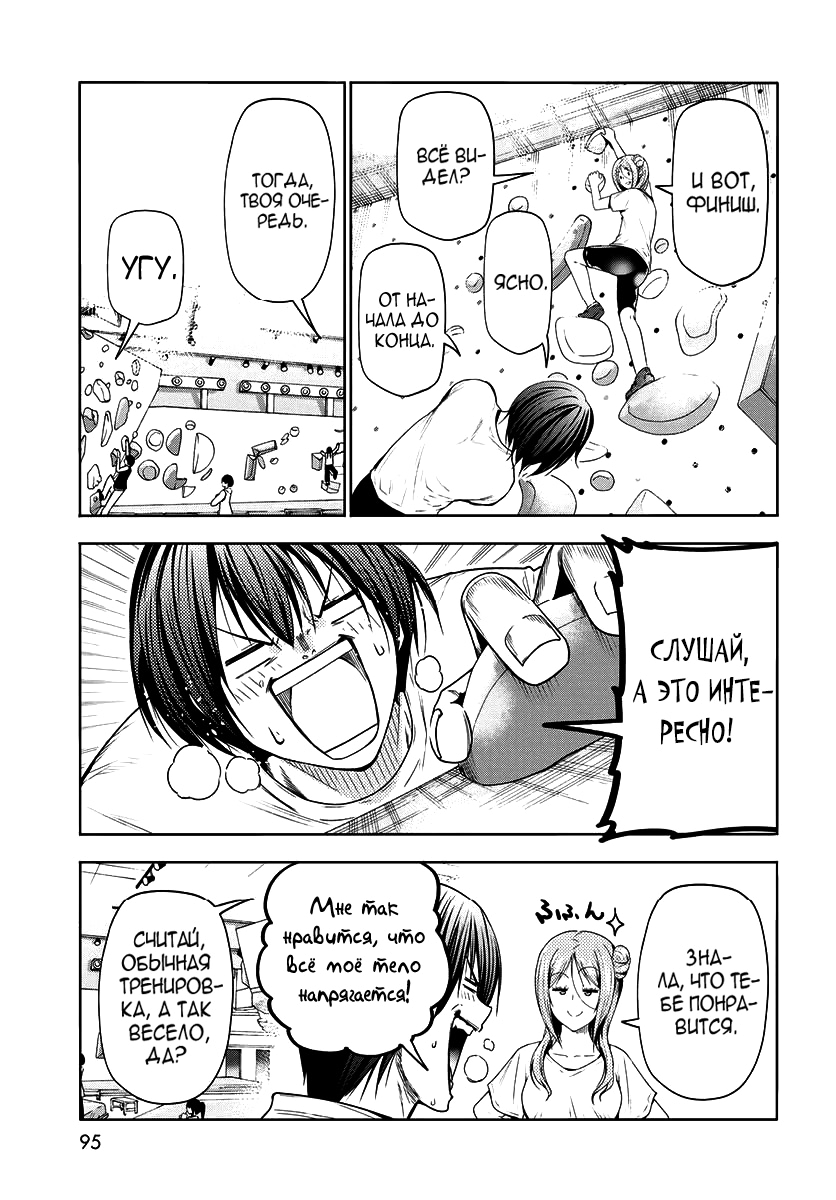 И ВОТ,
ФИНИШ.
ВСЁ ВИ-
ДЕЛ?
ЯСНО.
ОТ НА-
ЧАЛА ДО
КОНЦА.
ТОГДА,
ТВОЯ ОЧЕ-
РЕДЬ.
УГУ.
СЛУШАЙ,
А ЭТО ИНТЕ-
РЕСНО!
ЗНА-
ЛА, ЧТО ТЕ-
БЕ ПОНРА-
ВИТСЯ.
ふふん
Мне так
нравится, что
всё моё тело
напрягается!
СЧИТАЙ,
ОБЫЧНАЯ
ТРЕНИРОВ-
КА, А ТАК
ВЕСЕЛО,
ДА?
95